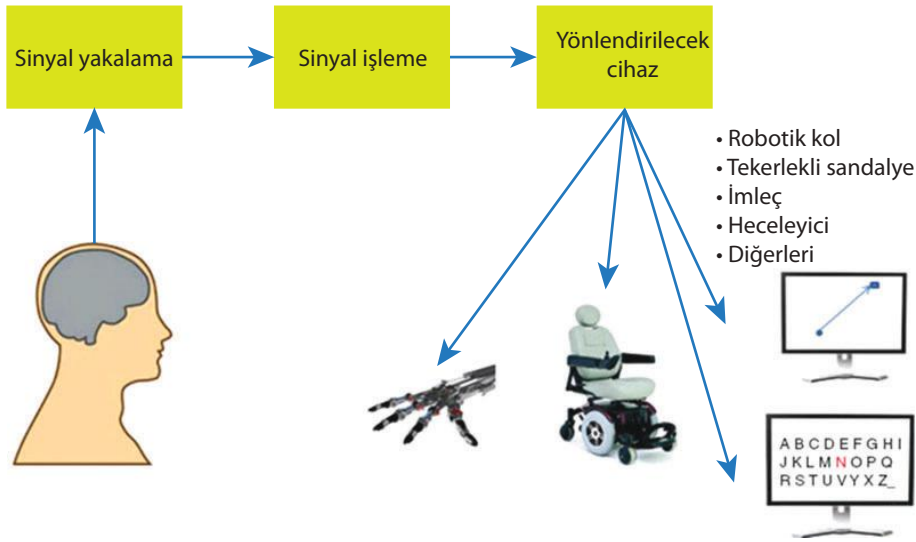 Sinyal yakalama
Sinyal işleme
Yönlendirilecek
cihaz
• Robotik kol
• Tekerlekli sandalye
• İmleç
• Heceleyici
• Diğerleri
ABCDEFGHI
JKLMNOPQ
RSTUVYXZ_